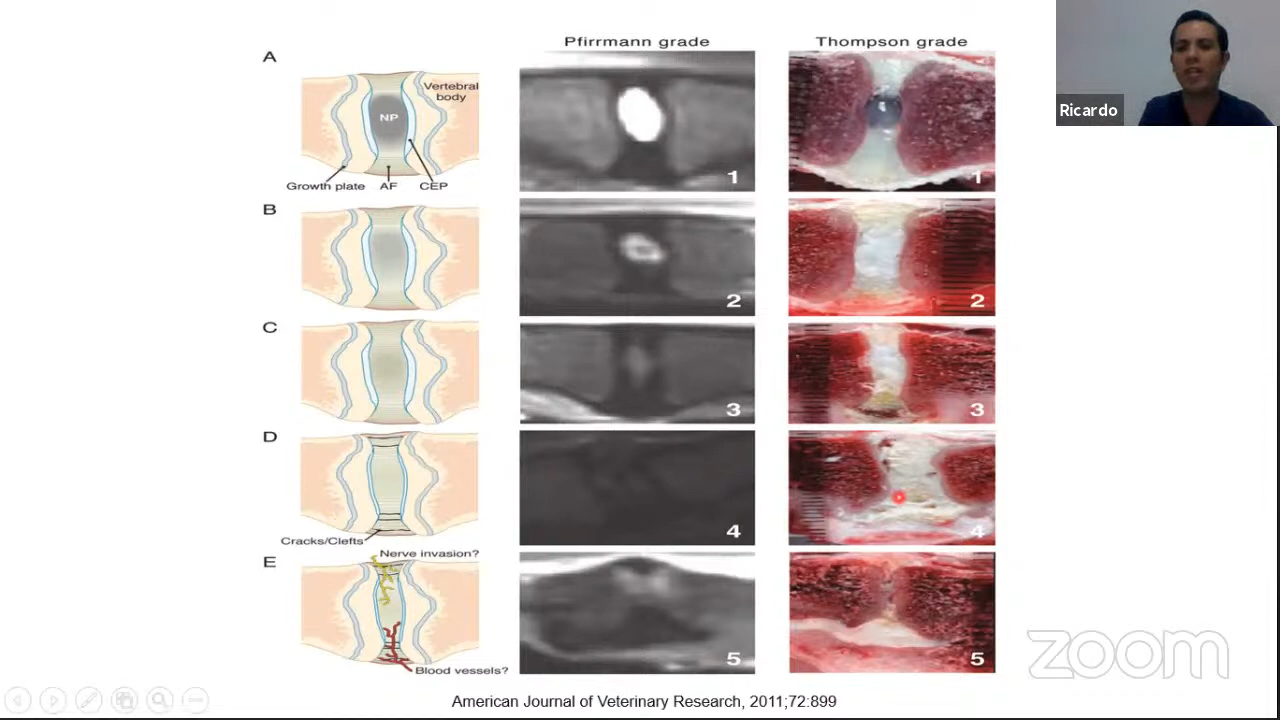 Pfirrmann grade
Thompson grade
A
Vertebral
body
NP
Growth plate
AF
CEP
1
1
B
2
2
C
3
3
D
Cracks/Clefts
4
4
E
Nerve invasion?
Blood vessels?
5
5
Ricardo
zoom
American Journal of Veterinary Research, 2011;72:899